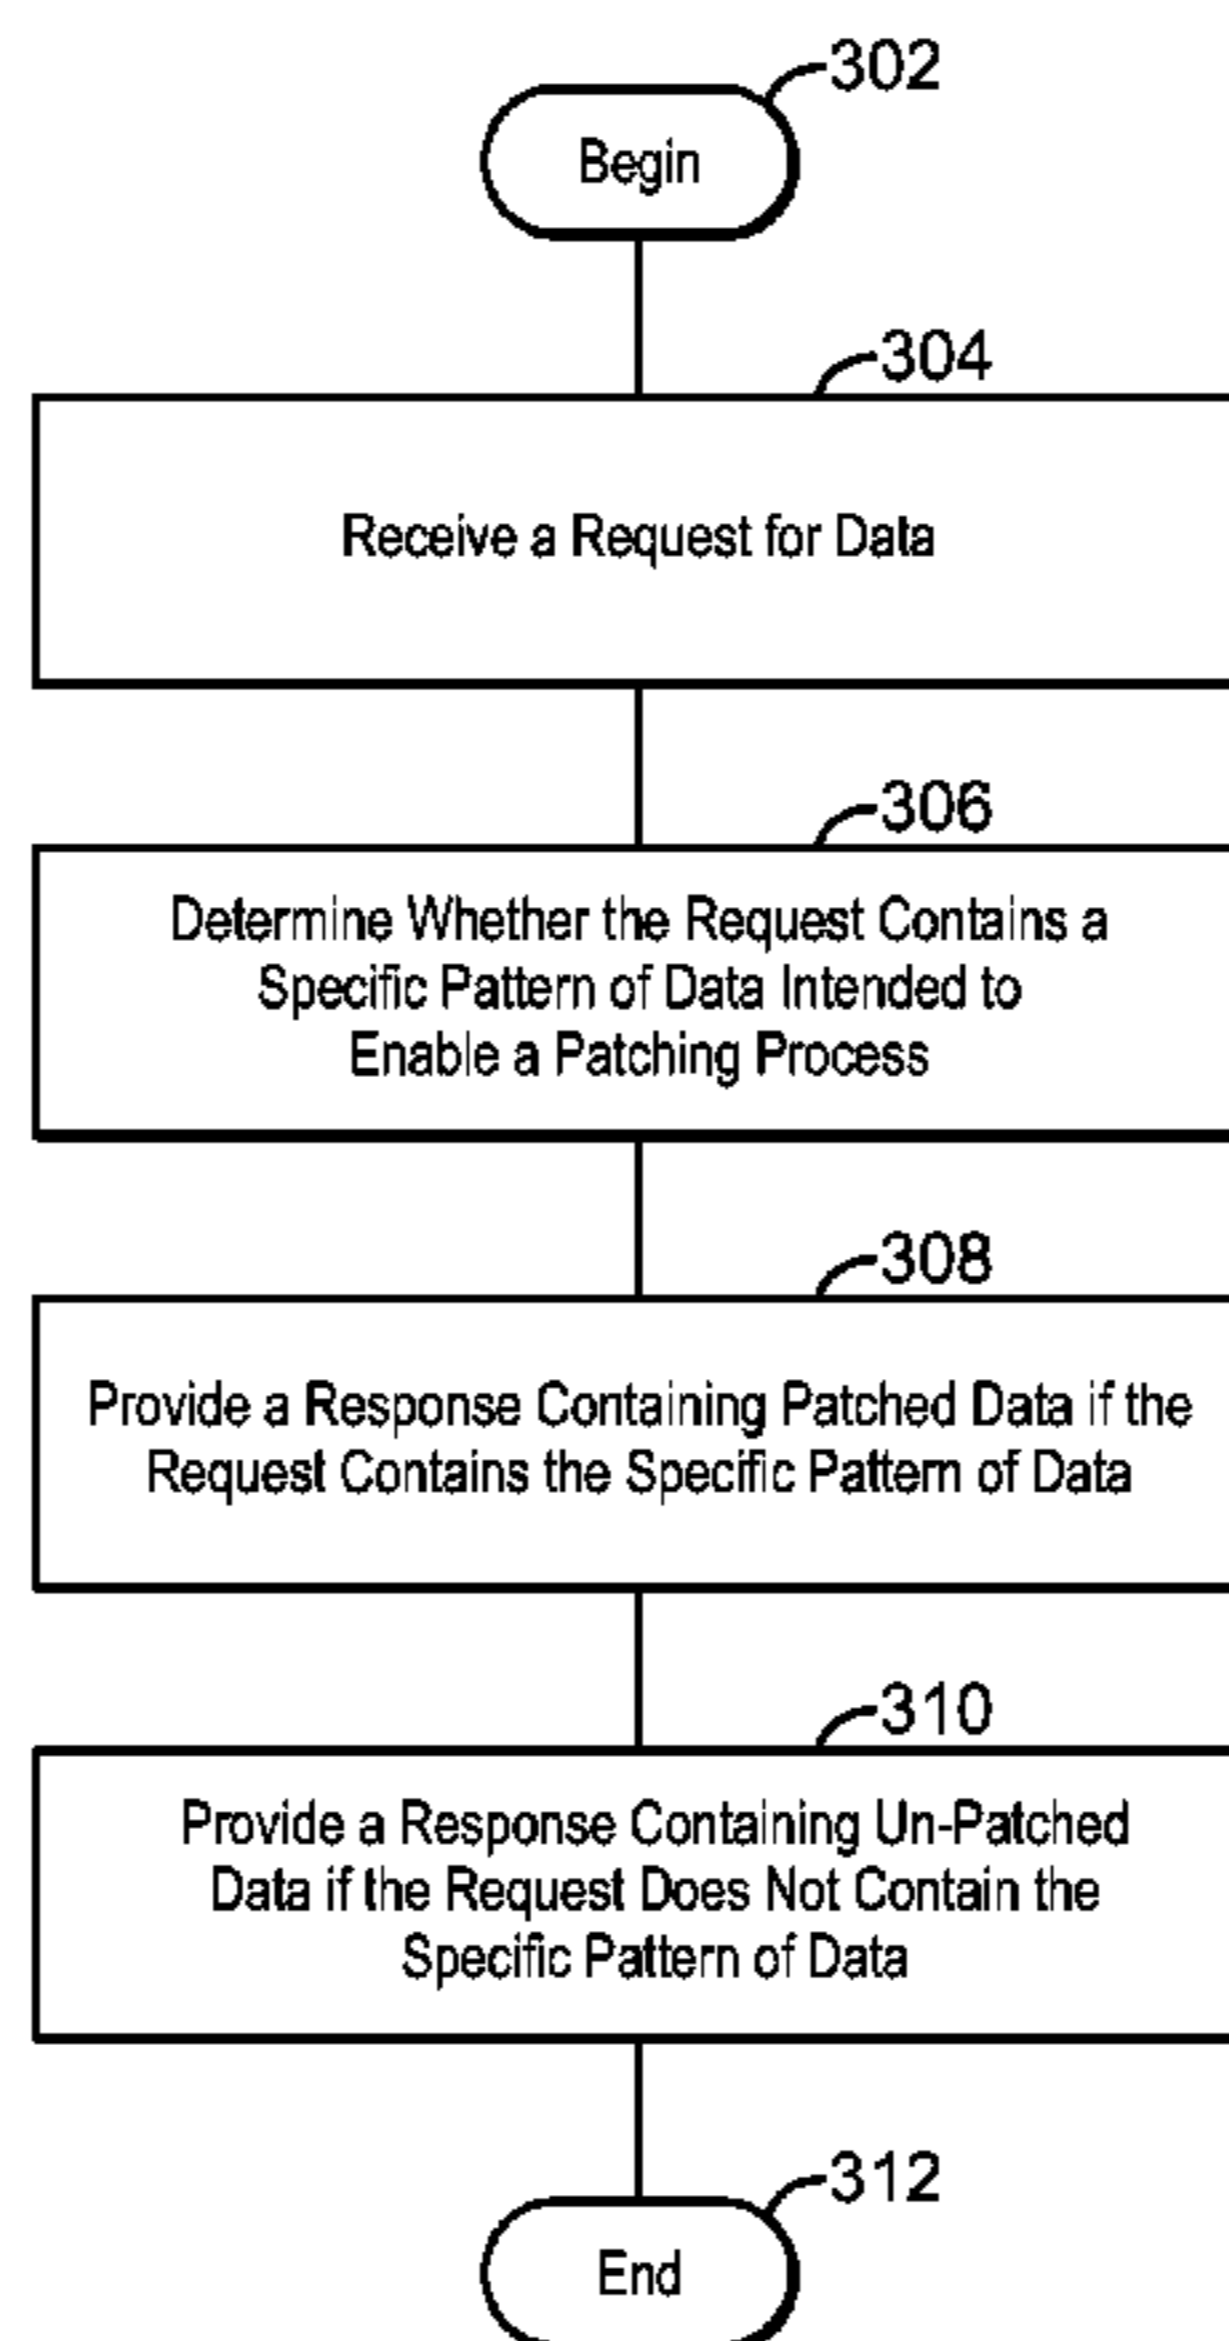 302
Begin
304
Receive a Request for Data
306
Determine Whether the Request Contains a
Specific Pattern of Data Intended to
Enable a Patching Process
308
Provide a Response Containing Patched Data if the
Request Contains the Specific Pattern of Data
310
Provide a Response Containing Un-Patched
Data if the Request Does Not Contain the
Specific Pattern of Data
312
End